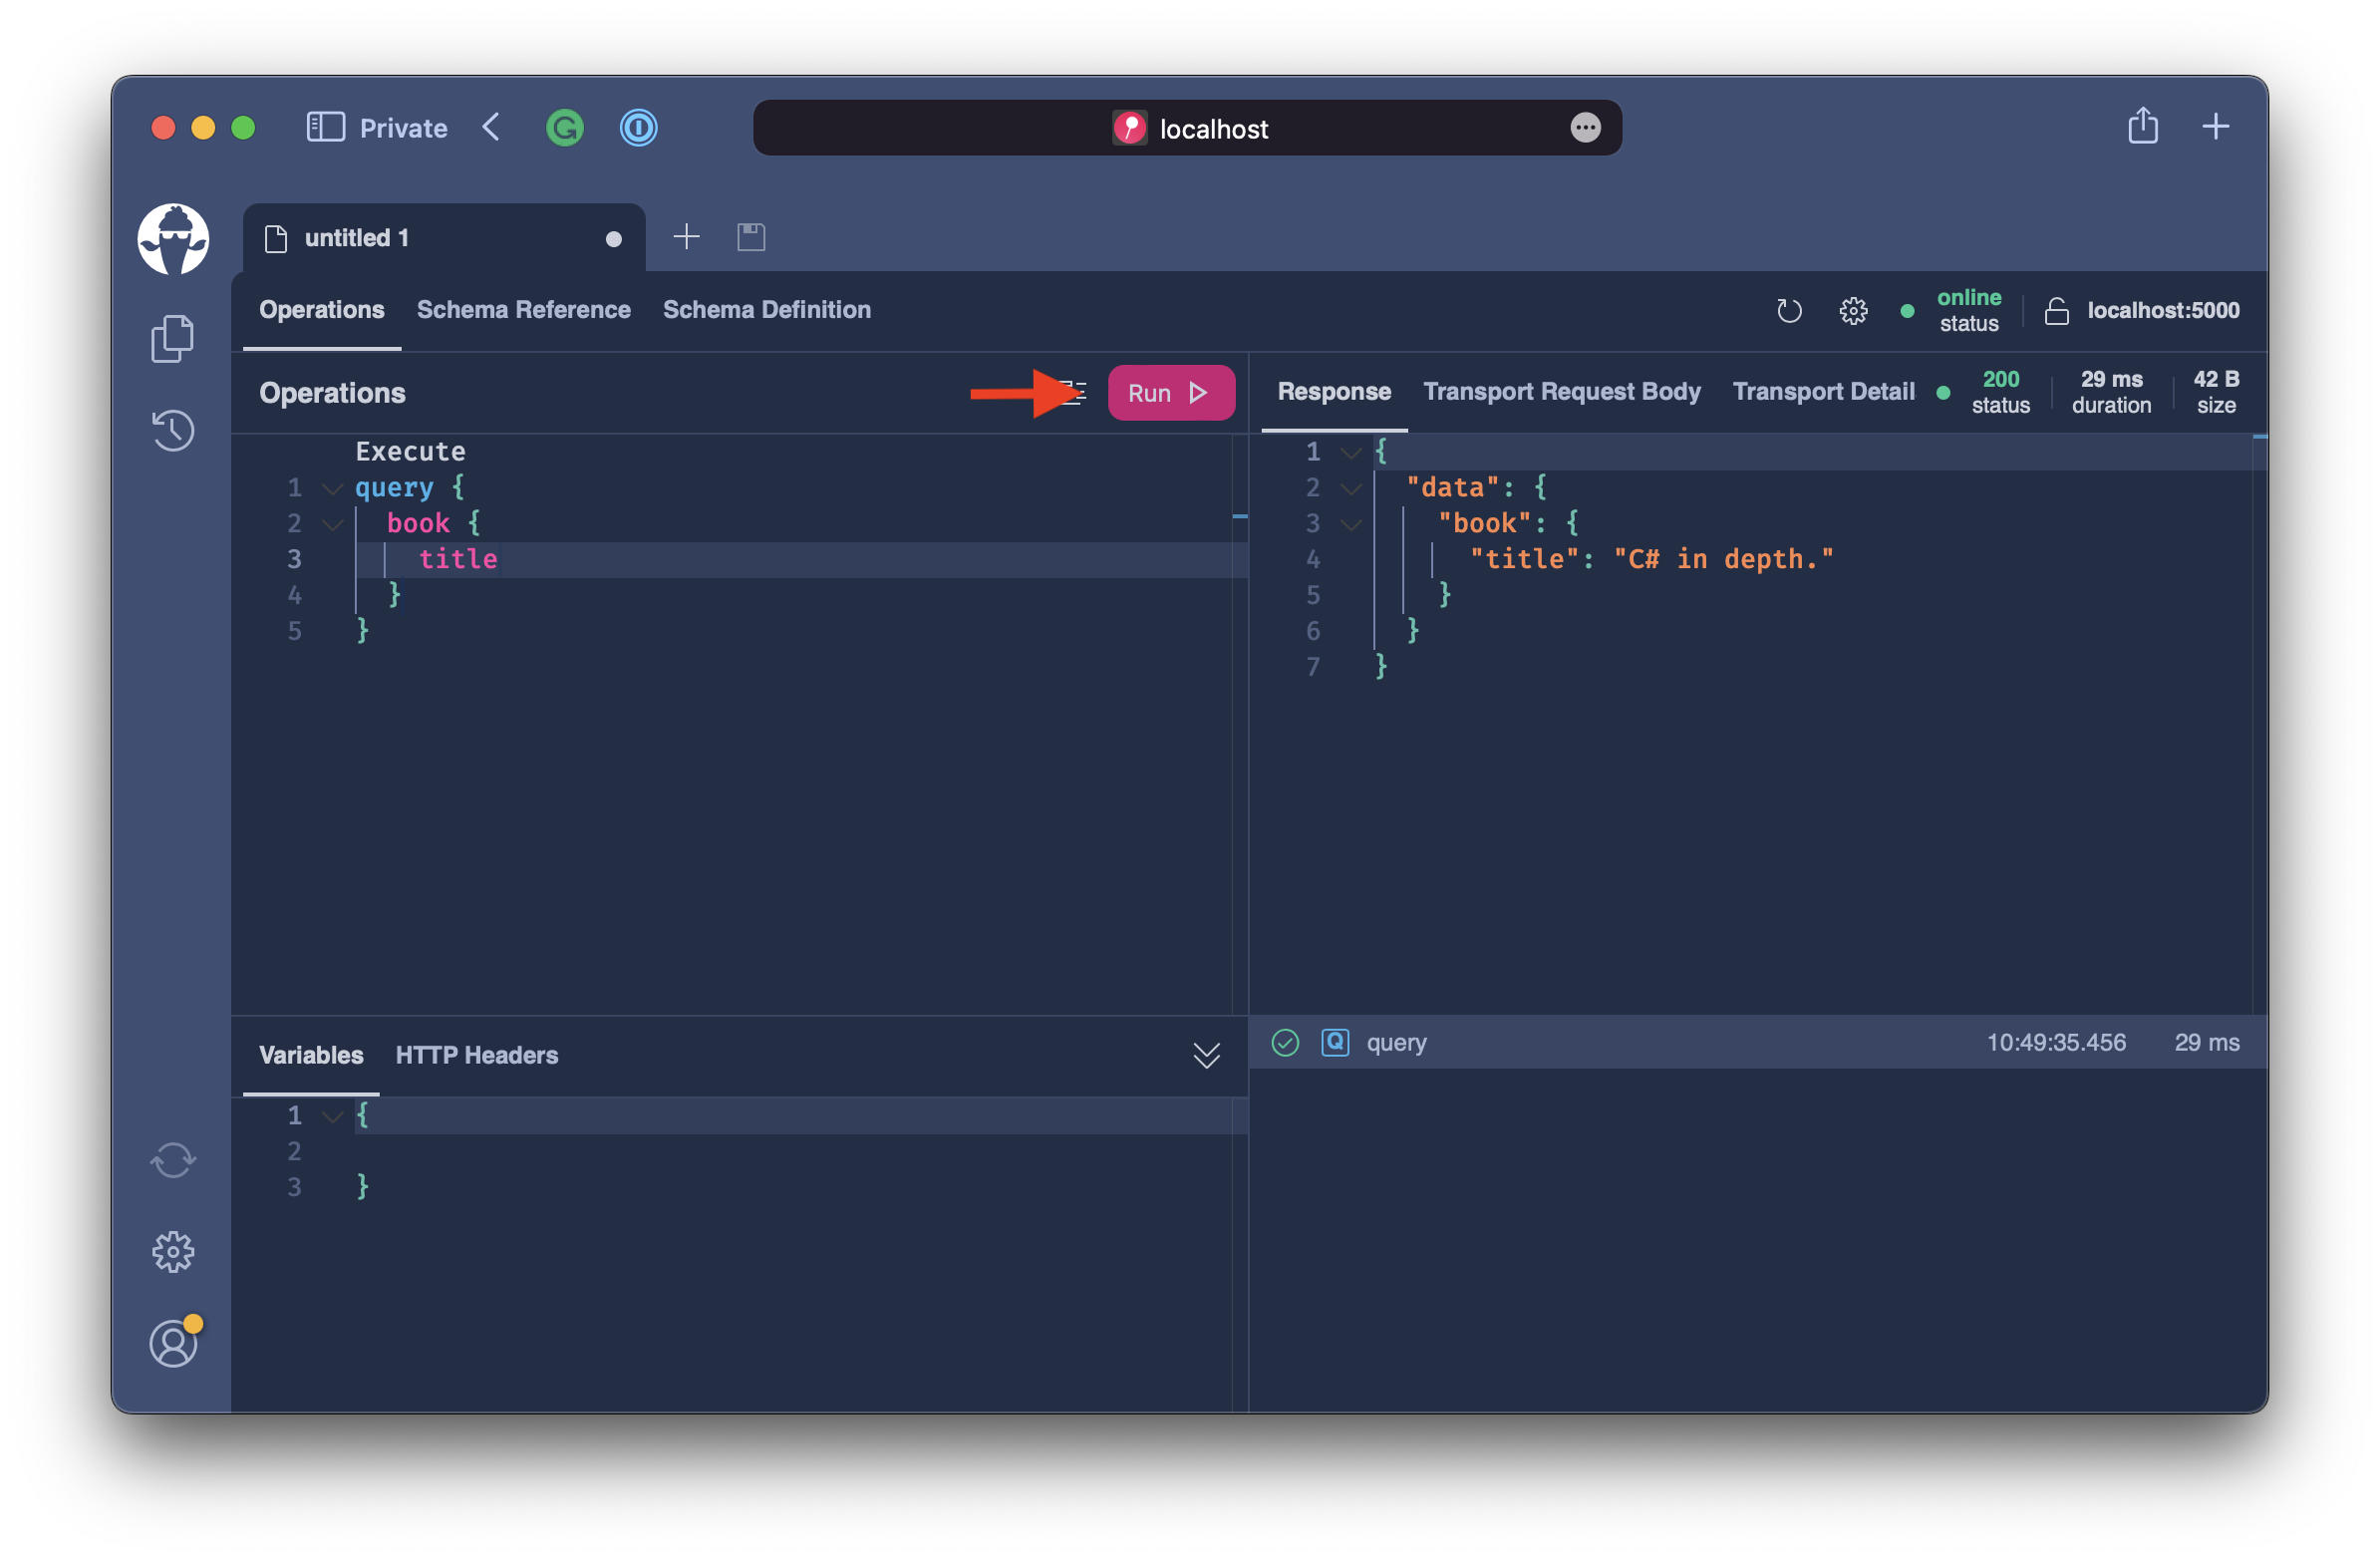 Private
localhost
untitled 1
Operations Schema Reference Schema Definition
online
status
localhost:5000
Operations
Run
Response Transport Request Body Transport Detail
200
status
29 ms
duration
42 B
size
Execute
1 query {
2 book {
3 title
4 }
5 }
1 {
2 "data": {
3 "book": {
4 "title": "C# in depth."
5 }
6 }
7 }
Variables HTTP Headers
1 {
2
3 }
Q query 10:49:35.456 29 ms